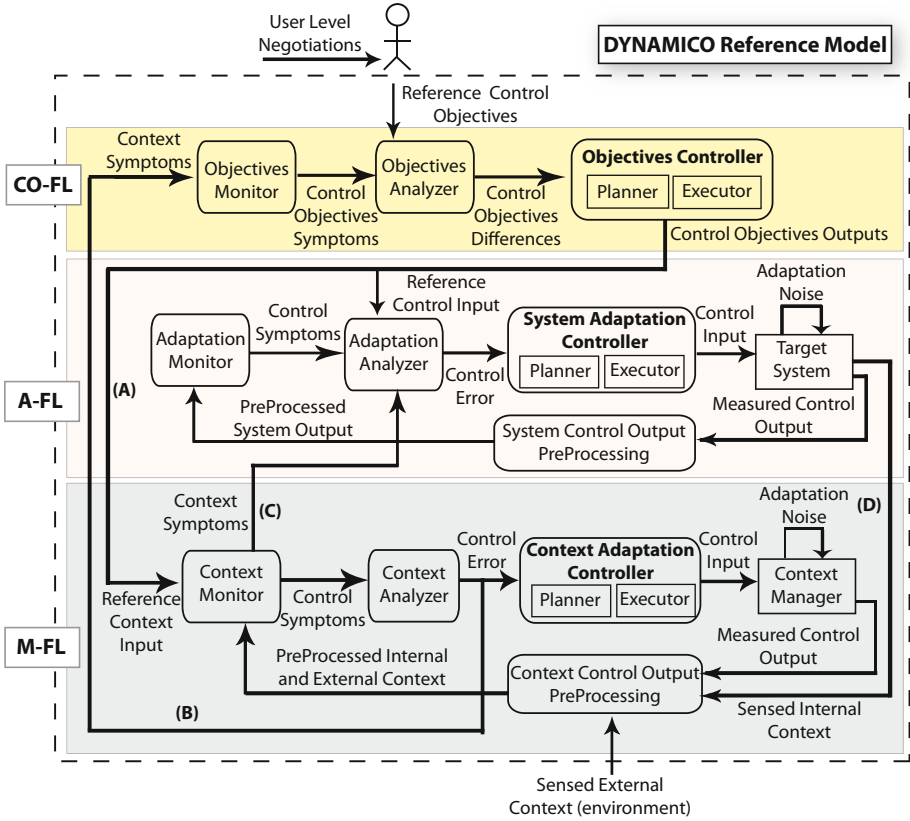 User Level
Negotiations
DYNAMICO Reference Model
Reference Control
Objectives
CO-FL
Context
Symptoms
Objectives
Monitor
Control
Objectives
Symptoms
Objectives
Analyzer
Control
Objectives
Differences
Objectives Controller
Planner
Executor
Control Objectives Outputs
A-FL
(A)
Reference
Control Input
Adaptation
Monitor
Control
Symptoms
Adaptation
Analyzer
Control
Error
System Adaptation
Controller
Planner
Executor
Control
Input
Adaptation
Noise
Target
System
Measured Control
Output
System Control Output
PreProcessing
PreProcessed
System Output
M-FL
Context
Symptoms
(C)
(D)
Reference
Context
Input
Context
Monitor
Control
Symptoms
Context
Analyzer
Control
Error
Context Adaptation
Controller
Planner
Executor
Control
Input
Adaptation
Noise
Context
Manager
Measured Control
Output
Context Control Output
PreProcessing
PreProcessed Internal
and External Context
Sensed Internal
Context
(B)
Sensed External
Context (environment)